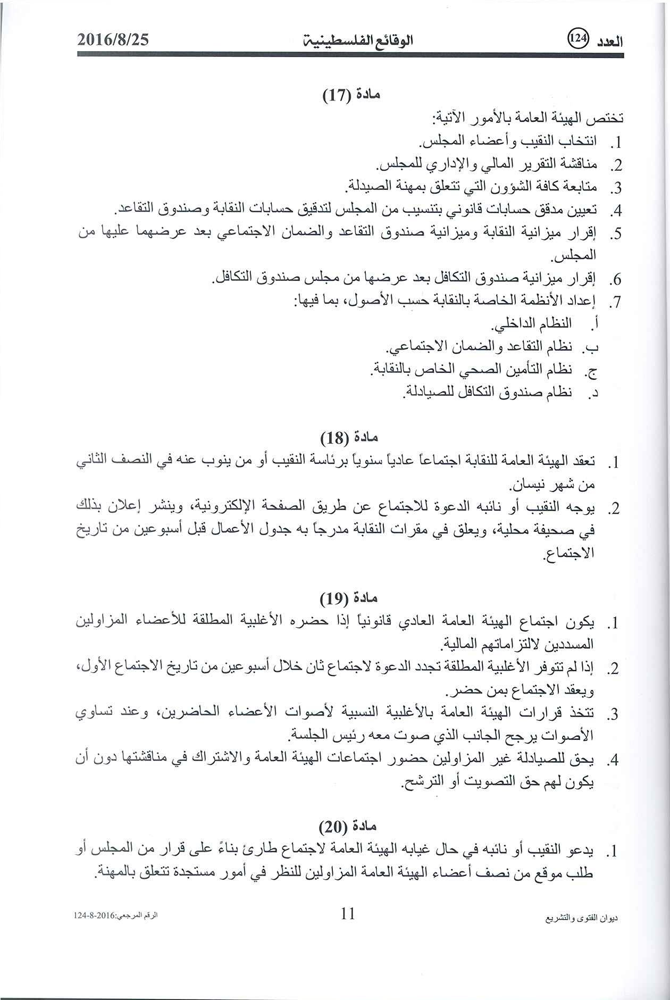 العدد 124 الوقائع الفلسطينية 2016/8/25
مادة (17)
تختص الهيئة العامة بالأمور الآتية:
1. انتخاب النقيب وأعضاء المجلس.
2. مناقشة التقرير المالي والإداري للمجلس.
3. متابعة كافة الشؤون التي تتعلق بمهنة الصيدلة.
4. تعيين مدقق حسابات قانوني بتنسيب من المجلس لتدقيق حسابات النقابة وصندوق التقاعد.
5. إقرار ميزانية النقابة وميزانية صندوق التقاعد والضمان الاجتماعي بعد عرضهما عليها من
المجلس.
6. إقرار ميزانية صندوق التكافل بعد عرضها من مجلس صندوق التكافل.
7. إعداد الأنظمة الخاصة بالنقابة حسب الأصول، بما فيها:
أ. النظام الداخلي.
ب. نظام التقاعد والضمان الاجتماعي.
ج. نظام التأمين الصحي الخاص بالنقابة.
د. نظام صندوق التكافل للصيادلة.
مادة (18)
1. تعقد الهيئة العامة للنقابة اجتماعاً عادياً سنوياً برئاسة النقيب أو من ينوب عنه في النصف الثاني
من شهر نيسان.
2. يوجه النقيب أو نائبه الدعوة للاجتماع عن طريق الصفحة الإلكترونية، وينشر إعلان بذلك
في صحيفة محلية، ويعلق في مقرات النقابة مدرجاً به جدول الأعمال قبل أسبوعين من تاريخ
الاجتماع.
مادة (19)
1. يكون اجتماع الهيئة العامة العادي قانونياً إذا حضره الأغلبية المطلقة للأعضاء المزاولين
المسددين لالتزاماتهم المالية.
2. إذا لم تتوفر الأغلبية المطلقة تجدد الدعوة لاجتماع ثان خلال أسبوعين من تاريخ الاجتماع الأول،
ويعقد الاجتماع بمن حضر.
3. تتخذ قرارات الهيئة العامة بالأغلبية النسبية لأصوات الأعضاء الحاضرين، وعند تساوي
الأصوات يرجح الجانب الذي صوت معه رئيس الجلسة.
4. يحق للصيادلة غير المزاولين حضور اجتماعات الهيئة العامة والاشتراك في مناقشتها دون أن
يكون لهم حق التصويت أو الترشح.
مادة (20)
1. يدعو النقيب أو نائبه في حال غيابه الهيئة العامة لاجتماع طارئ بناءً على قرار من المجلس أو
طلب موقع من نصف أعضاء الهيئة العامة المزاولين للنظر في أمور مستجدة تتعلق بالمهنة.
ديوان الفتوى والتشريع 11 الرقم المرجعي:2016-8-124